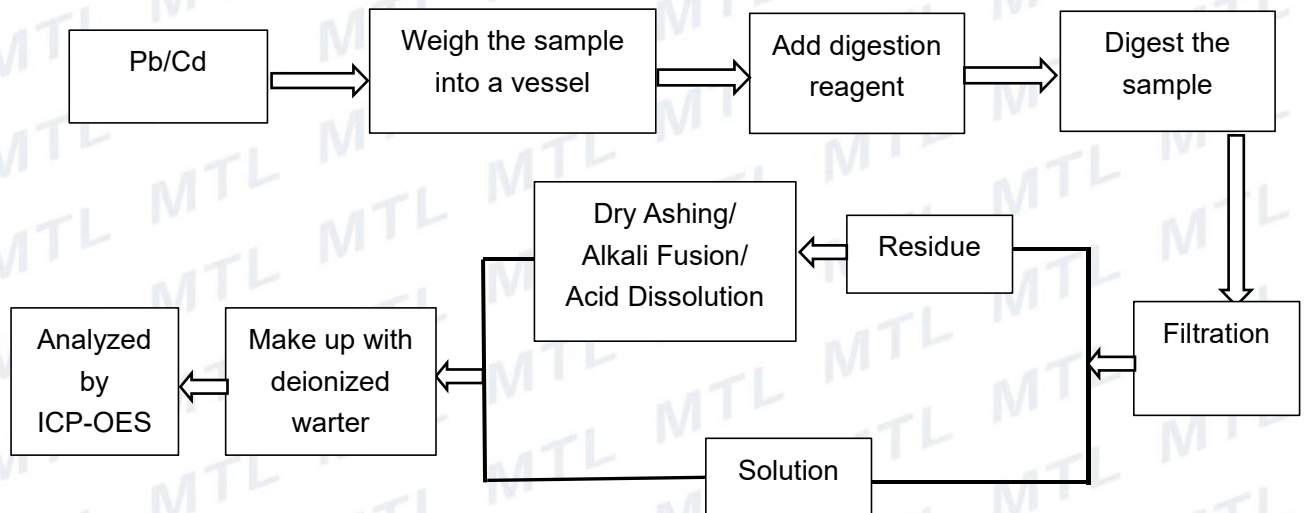 Pb/Cd
Weigh the sample
into a vessel
Add digestion
reagent
Digest the
sample
Filtration
Residue
Dry Ashing/
Alkali Fusion/
Acid Dissolution
Solution
Make up with
deionized
warter
Analyzed
by
ICP-OES
MTL